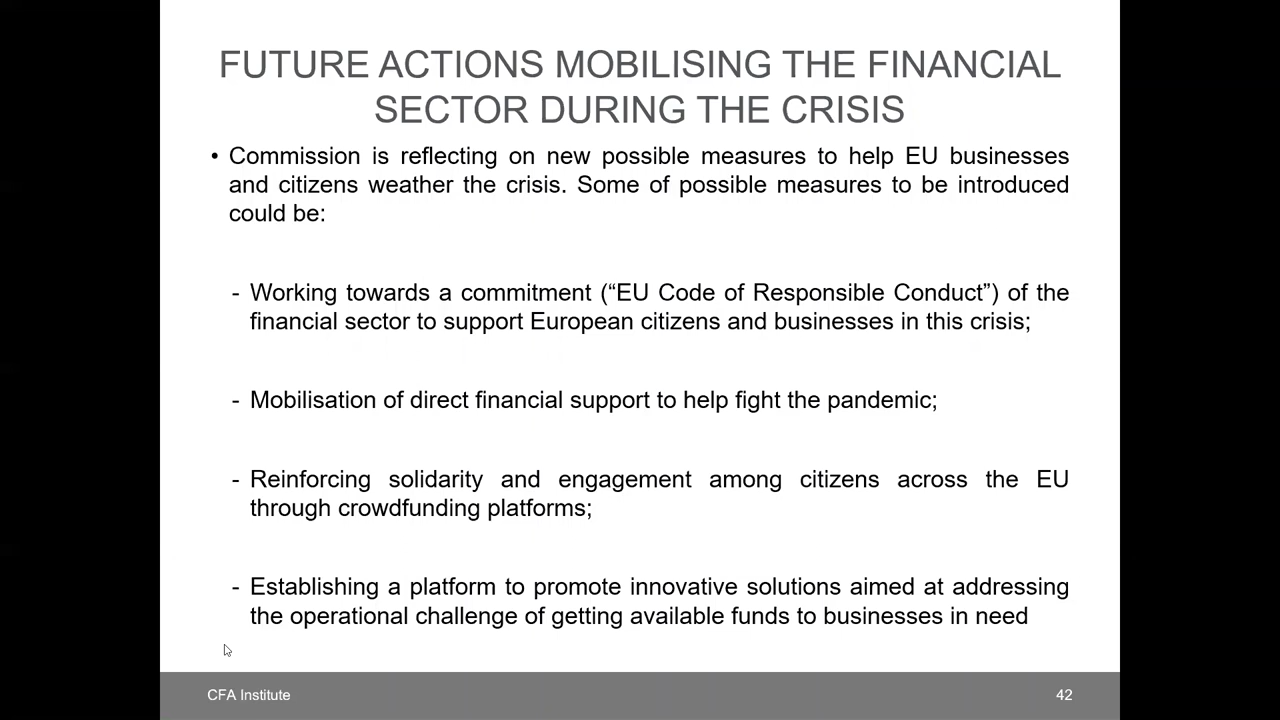 FUTURE ACTIONS MOBILISING THE FINANCIAL
SECTOR DURING THE CRISIS
• Commission is reflecting on new possible measures to help EU businesses
and citizens weather the crisis. Some of possible measures to be introduced
could be:
- Working towards a commitment (“EU Code of Responsible Conduct”) of the
financial sector to support European citizens and businesses in this crisis;
- Mobilisation of direct financial support to help fight the pandemic;
- Reinforcing solidarity and engagement among citizens across the EU
through crowdfunding platforms;
- Establishing a platform to promote innovative solutions aimed at addressing
the operational challenge of getting available funds to businesses in need
CFA Institute
42